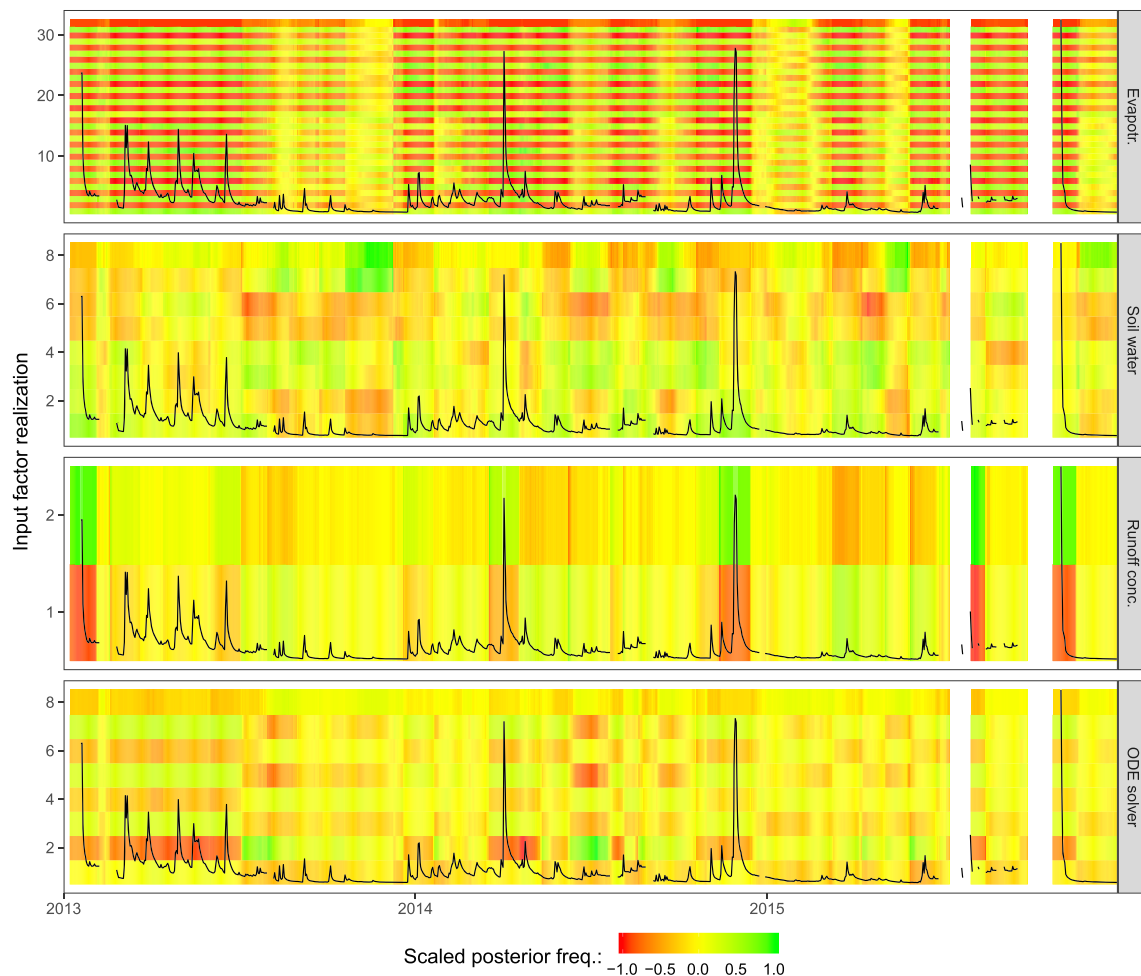 Input factor realization
30
20
10
Evapotr.
8
6
4
2
Soil water
2
1
Runoff conc.
8
6
4
2
ODE solver
2013
2014
2015
Scaled posterior freq.:
−1.0 −0.5 0.0 0.5 1.0